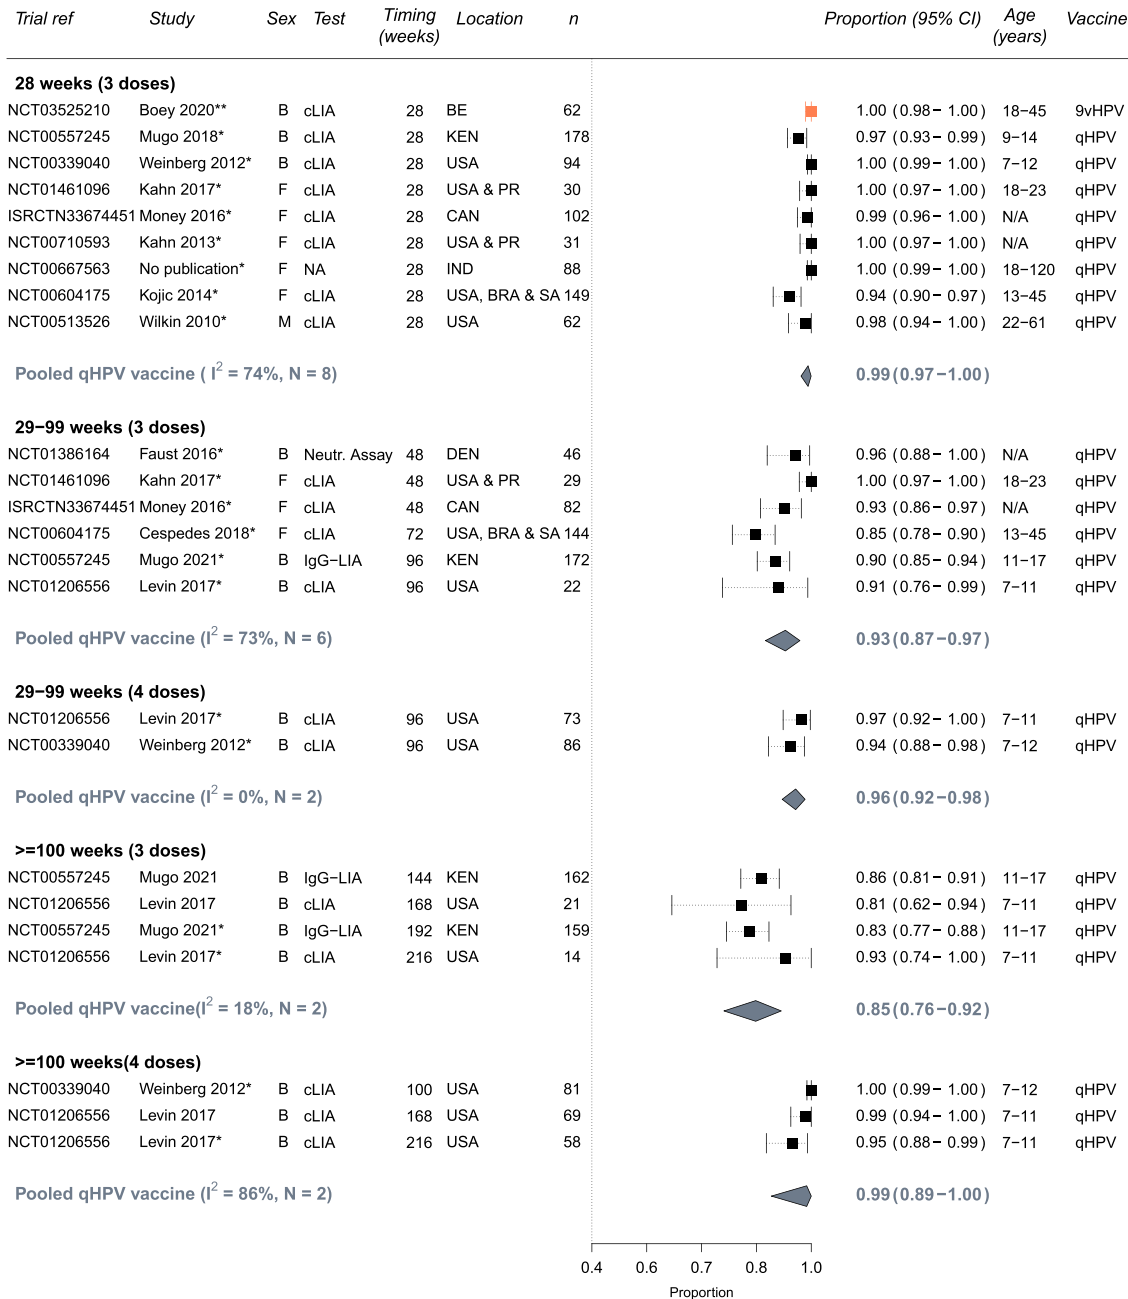 Trial ref Study Sex Test Timing (weeks) Location n Proportion (95% CI) Age (years) Vaccine
28 weeks (3 doses)
NCT03525210 Boey 2020** B cLIA 28 BE 62 1.00 (0.98− 1.00) 18−45 9vHPV
NCT00557245 Mugo 2018* B cLIA 28 KEN 178 0.97 (0.93− 0.99) 9−14 qHPV
NCT00339040 Weinberg 2012* B cLIA 28 USA 94 1.00 (0.99− 1.00) 7−12 qHPV
NCT01461096 Kahn 2017* F cLIA 28 USA & PR 30 1.00 (0.97− 1.00) 18−23 qHPV
ISRCTN33674451 Money 2016* F cLIA 28 CAN 102 0.99 (0.96− 1.00) N/A qHPV
NCT00710593 Kahn 2013* F cLIA 28 USA & PR 31 1.00 (0.97− 1.00) N/A qHPV
NCT00667563 No publication* F NA 28 IND 88 1.00 (0.99− 1.00) 18−120 qHPV
NCT00604175 Kojic 2014* F cLIA 28 USA, BRA & SA 149 0.94 (0.90− 0.97) 13−45 qHPV
NCT00513526 Wilkin 2010* M cLIA 28 USA 62 0.98 (0.94− 1.00) 22−61 qHPV
Pooled qHPV vaccine ( I² = 74%, N = 8) 0.99(0.97−1.00)
29−99 weeks (3 doses)
NCT01386164 Faust 2016* B Neutr. Assay 48 DEN 46 0.96 (0.88− 1.00) N/A qHPV
NCT01461096 Kahn 2017* F cLIA 48 USA & PR 29 1.00 (0.97− 1.00) 18−23 qHPV
ISRCTN33674451 Money 2016* F cLIA 48 CAN 82 0.93 (0.86− 0.97) N/A qHPV
NCT00604175 Cespedes 2018* F cLIA 72 USA, BRA & SA 144 0.85 (0.78− 0.90) 13−45 qHPV
NCT00557245 Mugo 2021* B IgG−LIA 96 KEN 172 0.90 (0.85− 0.94) 11−17 qHPV
NCT01206556 Levin 2017* B cLIA 96 USA 22 0.91 (0.76− 0.99) 7−11 qHPV
Pooled qHPV vaccine (I² = 73%, N = 6) 0.93(0.87−0.97)
29−99 weeks (4 doses)
NCT01206556 Levin 2017* B cLIA 96 USA 73 0.97 (0.92− 1.00) 7−11 qHPV
NCT00339040 Weinberg 2012* B cLIA 96 USA 86 0.94 (0.88− 0.98) 7−12 qHPV
Pooled qHPV vaccine (I² = 0%, N = 2) 0.96(0.92−0.98)
>=100 weeks (3 doses)
NCT00557245 Mugo 2021 B IgG−LIA 144 KEN 162 0.86 (0.81− 0.91) 11−17 qHPV
NCT01206556 Levin 2017 B cLIA 168 USA 21 0.81 (0.62− 0.94) 7−11 qHPV
NCT00557245 Mugo 2021* B IgG−LIA 192 KEN 159 0.83 (0.77− 0.88) 11−17 qHPV
NCT01206556 Levin 2017* B cLIA 216 USA 14 0.93 (0.74− 1.00) 7−11 qHPV
Pooled qHPV vaccine(I² = 18%, N = 2) 0.85(0.76−0.92)
>=100 weeks(4 doses)
NCT00339040 Weinberg 2012* B cLIA 100 USA 81 1.00 (0.99− 1.00) 7−12 qHPV
NCT01206556 Levin 2017 B cLIA 168 USA 69 0.99 (0.94− 1.00) 7−11 qHPV
NCT01206556 Levin 2017* B cLIA 216 USA 58 0.95 (0.88− 0.99) 7−11 qHPV
Pooled qHPV vaccine (I² = 86%, N = 2) 0.99(0.89−1.00)
0.4 0.6 0.7 0.8 0.9 1.0
Proportion